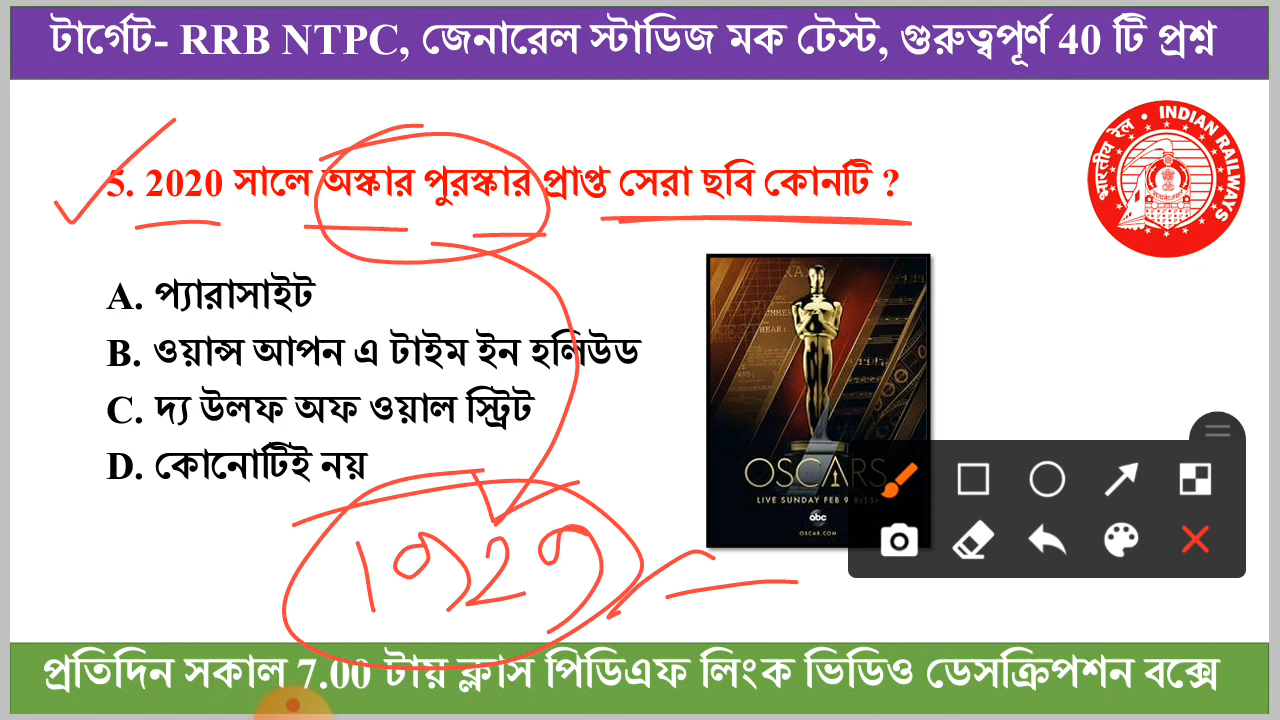 টার্গেট- RRB NTPC, জেনারেল স্টাডিজ মক টেস্ট, গুরুত্বপূর্ণ 40 টি প্রশ্ন
भारतीय रेल • INDIAN RAILWAYS
5. 2020 সালে অস্কার পুরস্কার প্রাপ্ত সেরা ছবি কোনটি ?
A. প্যারাসাইট
B. ওয়ান্স আপন এ টাইম ইন হলিউড
C. দ্য উলফ অফ ওয়াল স্ট্রিট
D. কোনোটিই নয়
OSCARS
LIVE SUNDAY FEB 9
abc
OSCAR.COM
1929
প্রতিদিন সকাল 7.00 টায় ক্লাস পিডিএফ লিংক ভিডিও ডেসক্রিপশন বক্সে